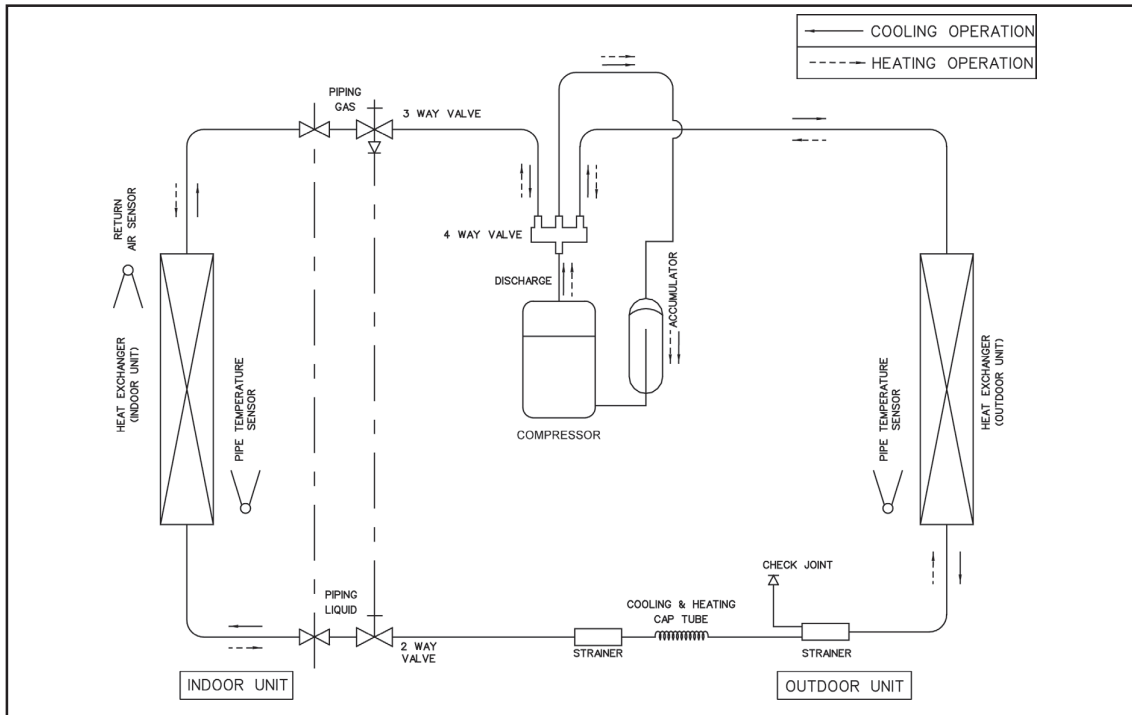 COOLING OPERATION
HEATING OPERATION
PIPING
GAS
3 WAY VALVE
RETURN
AIR SENSOR
4 WAY VALVE
DISCHARGE
ACCUMULATOR
HEAT EXCHANGER
(INDOOR UNIT)
PIPE TEMPERATURE
SENSOR
COMPRESSOR
PIPE TEMPERATURE
SENSOR
HEAT EXCHANGER
(OUTDOOR UNIT)
CHECK JOINT
PIPING
LIQUID
COOLING & HEATING
CAP TUBE
2 WAY
VALVE
STRAINER
STRAINER
INDOOR UNIT
OUTDOOR UNIT